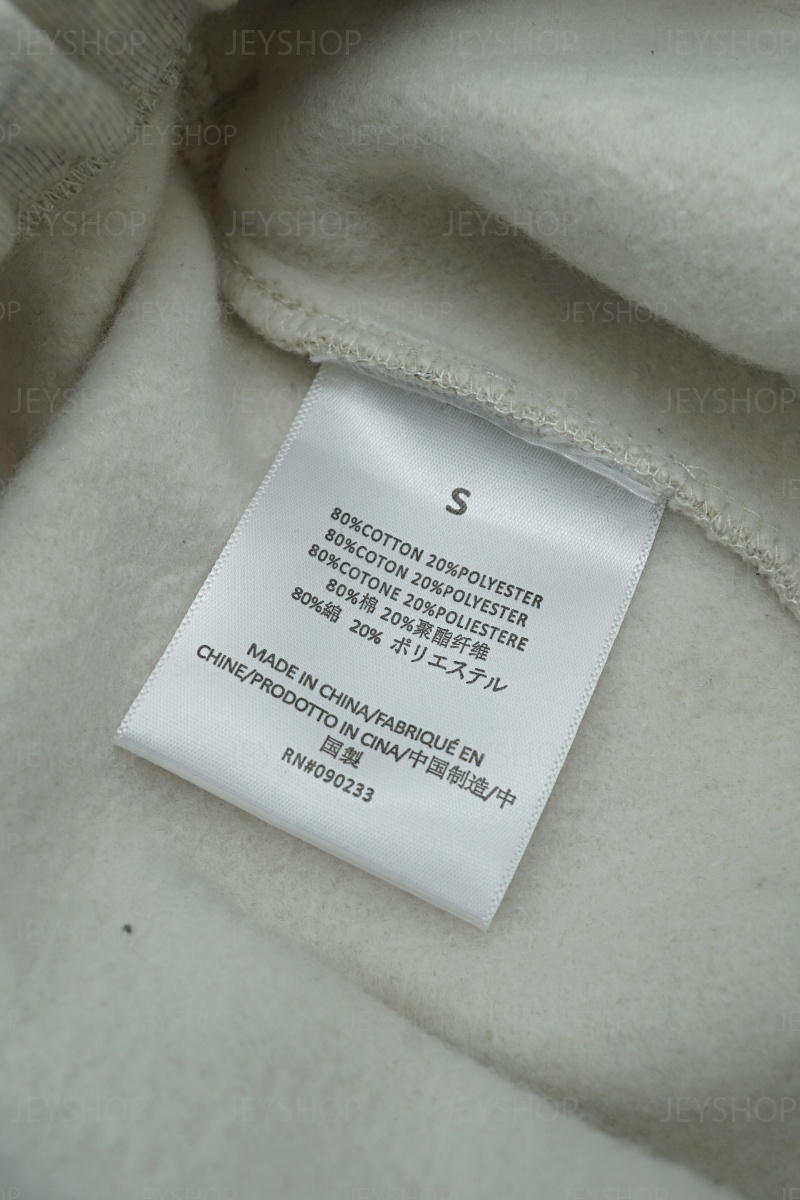 S
80%COTTON 20%POLYESTER
80%COTON 20%POLYESTER
80%COTONE 20%POLIESTERE
80%棉 20%聚酯纤维
80%綿 20% ポリエステル
MADE IN CHINA/FABRIQUÉ EN
CHINE/PRODOTTO IN CINA/中国制造/中
国製
RN#090233
JEYSHOP